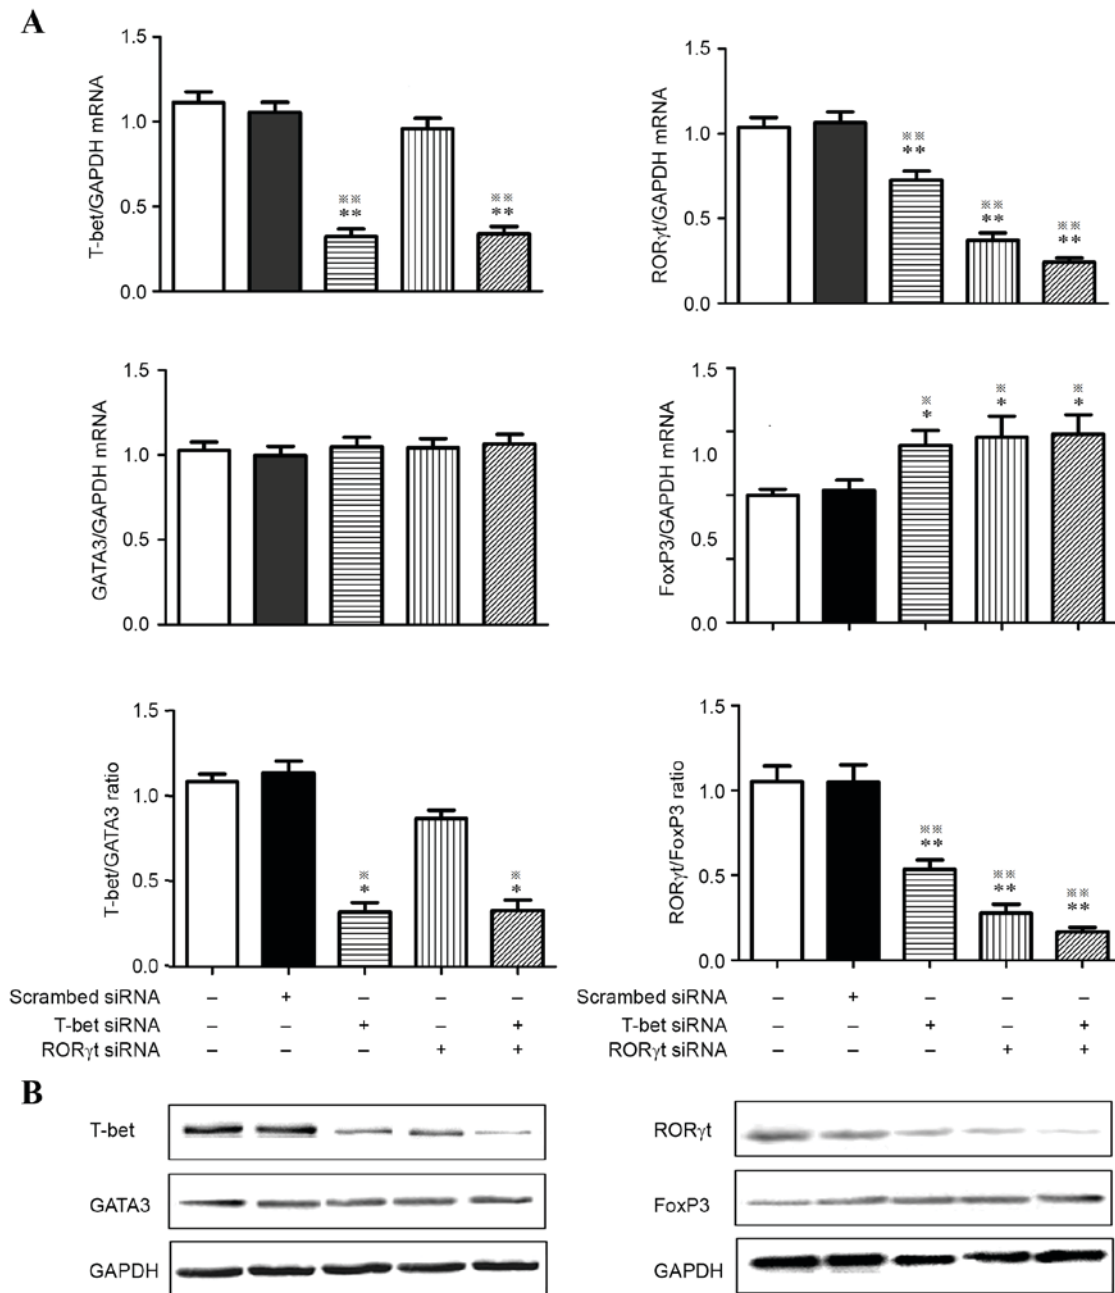 A
T-bet/GAPDH mRNA
1.5
1.0
0.5
0.0
※※
**
※※
**
RORγt/GAPDH mRNA
1.5
1.0
0.5
0.0
※※
**
※※
**
※※
**
GATA3/GAPDH mRNA
1.5
1.0
0.5
0.0
FoxP3/GAPDH mRNA
1.5
1.0
0.5
0.0
※
*
※
*
※
*
T-bet/GATA3 ratio
1.5
1.0
0.5
0.0
※
*
※
*
RORγt/FoxP3 ratio
1.5
1.0
0.5
0.0
※※
**
※※
**
※※
**
Scrambed siRNA – + – – –
T-bet siRNA – – + – +
RORγt siRNA – – – + +
Scrambed siRNA – + – – –
T-bet siRNA – – + – +
RORγt siRNA – – – + +
B
T-bet
GATA3
GAPDH
RORγt
FoxP3
GAPDH